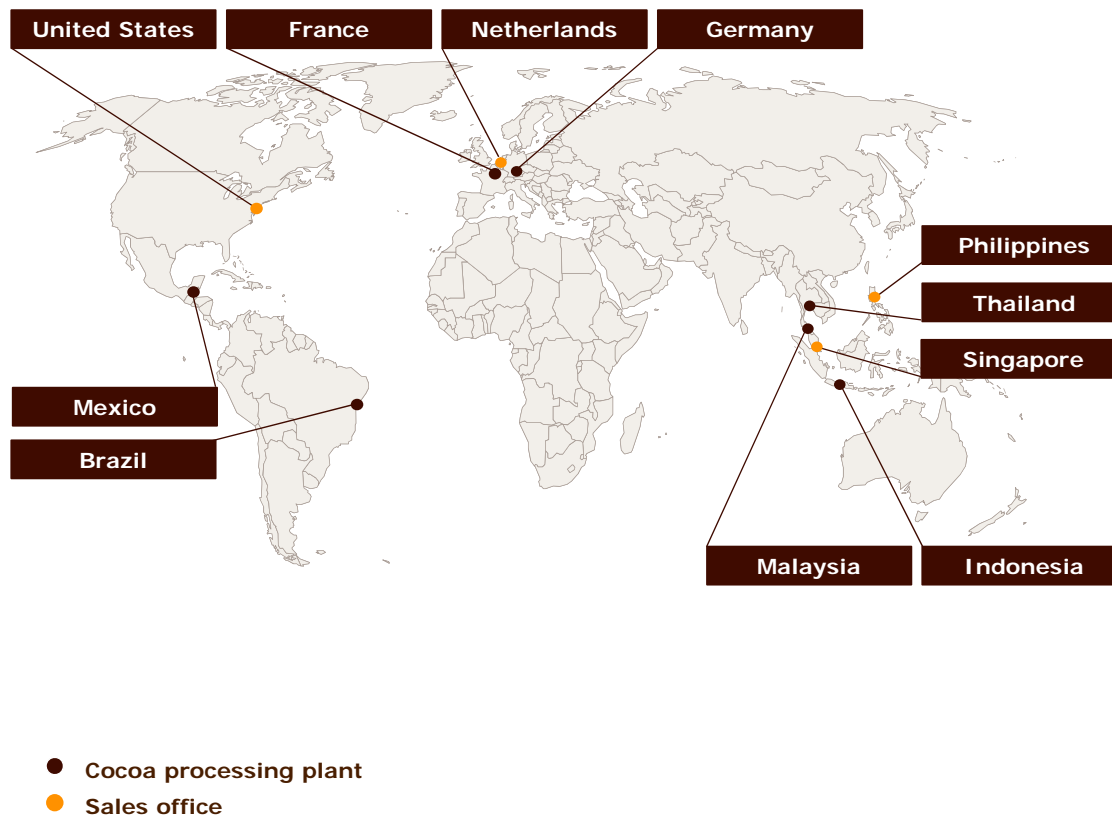 United States
France
Netherlands
Germany
Philippines
Thailand
Singapore
Mexico
Brazil
Malaysia
Indonesia
Cocoa processing plant
Sales office